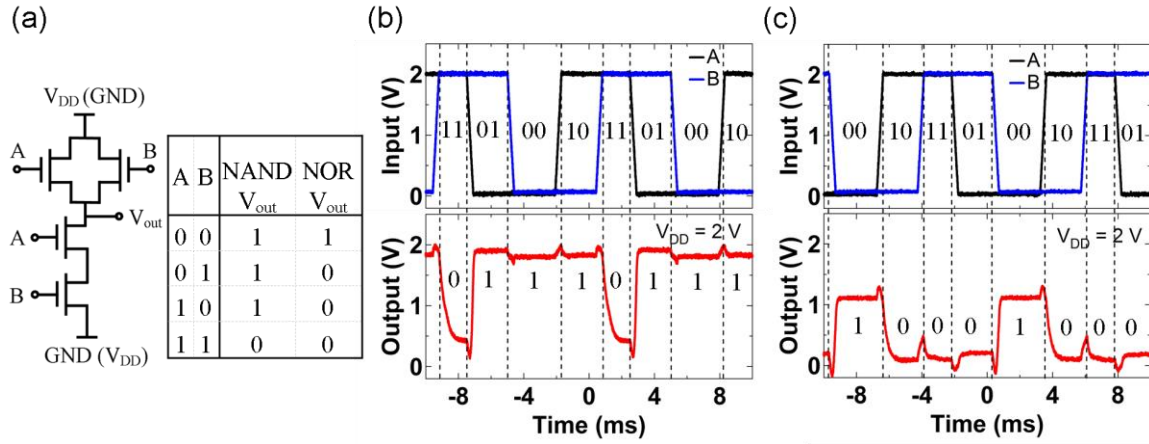 (a)
V_DD (GND)
A
B
V_out
A
B
GND (V_DD)
A B NAND V_out NOR V_out
0 0 1 1
0 1 1 0
1 0 1 0
1 1 0 0
(b)
Input (V)
2
1
0
A
B
11 01 00 10 11 01 00 10
Output (V)
2
1
0
V_DD = 2 V
0 1 1 1 0 1 1 1
-8 -4 0 4 8
Time (ms)
(c)
Input (V)
2
1
0
A
B
00 10 11 01 00 10 11 01
Output (V)
2
1
0
V_DD = 2 V
1 0 0 0 1 0 0 0
-8 -4 0 4 8
Time (ms)